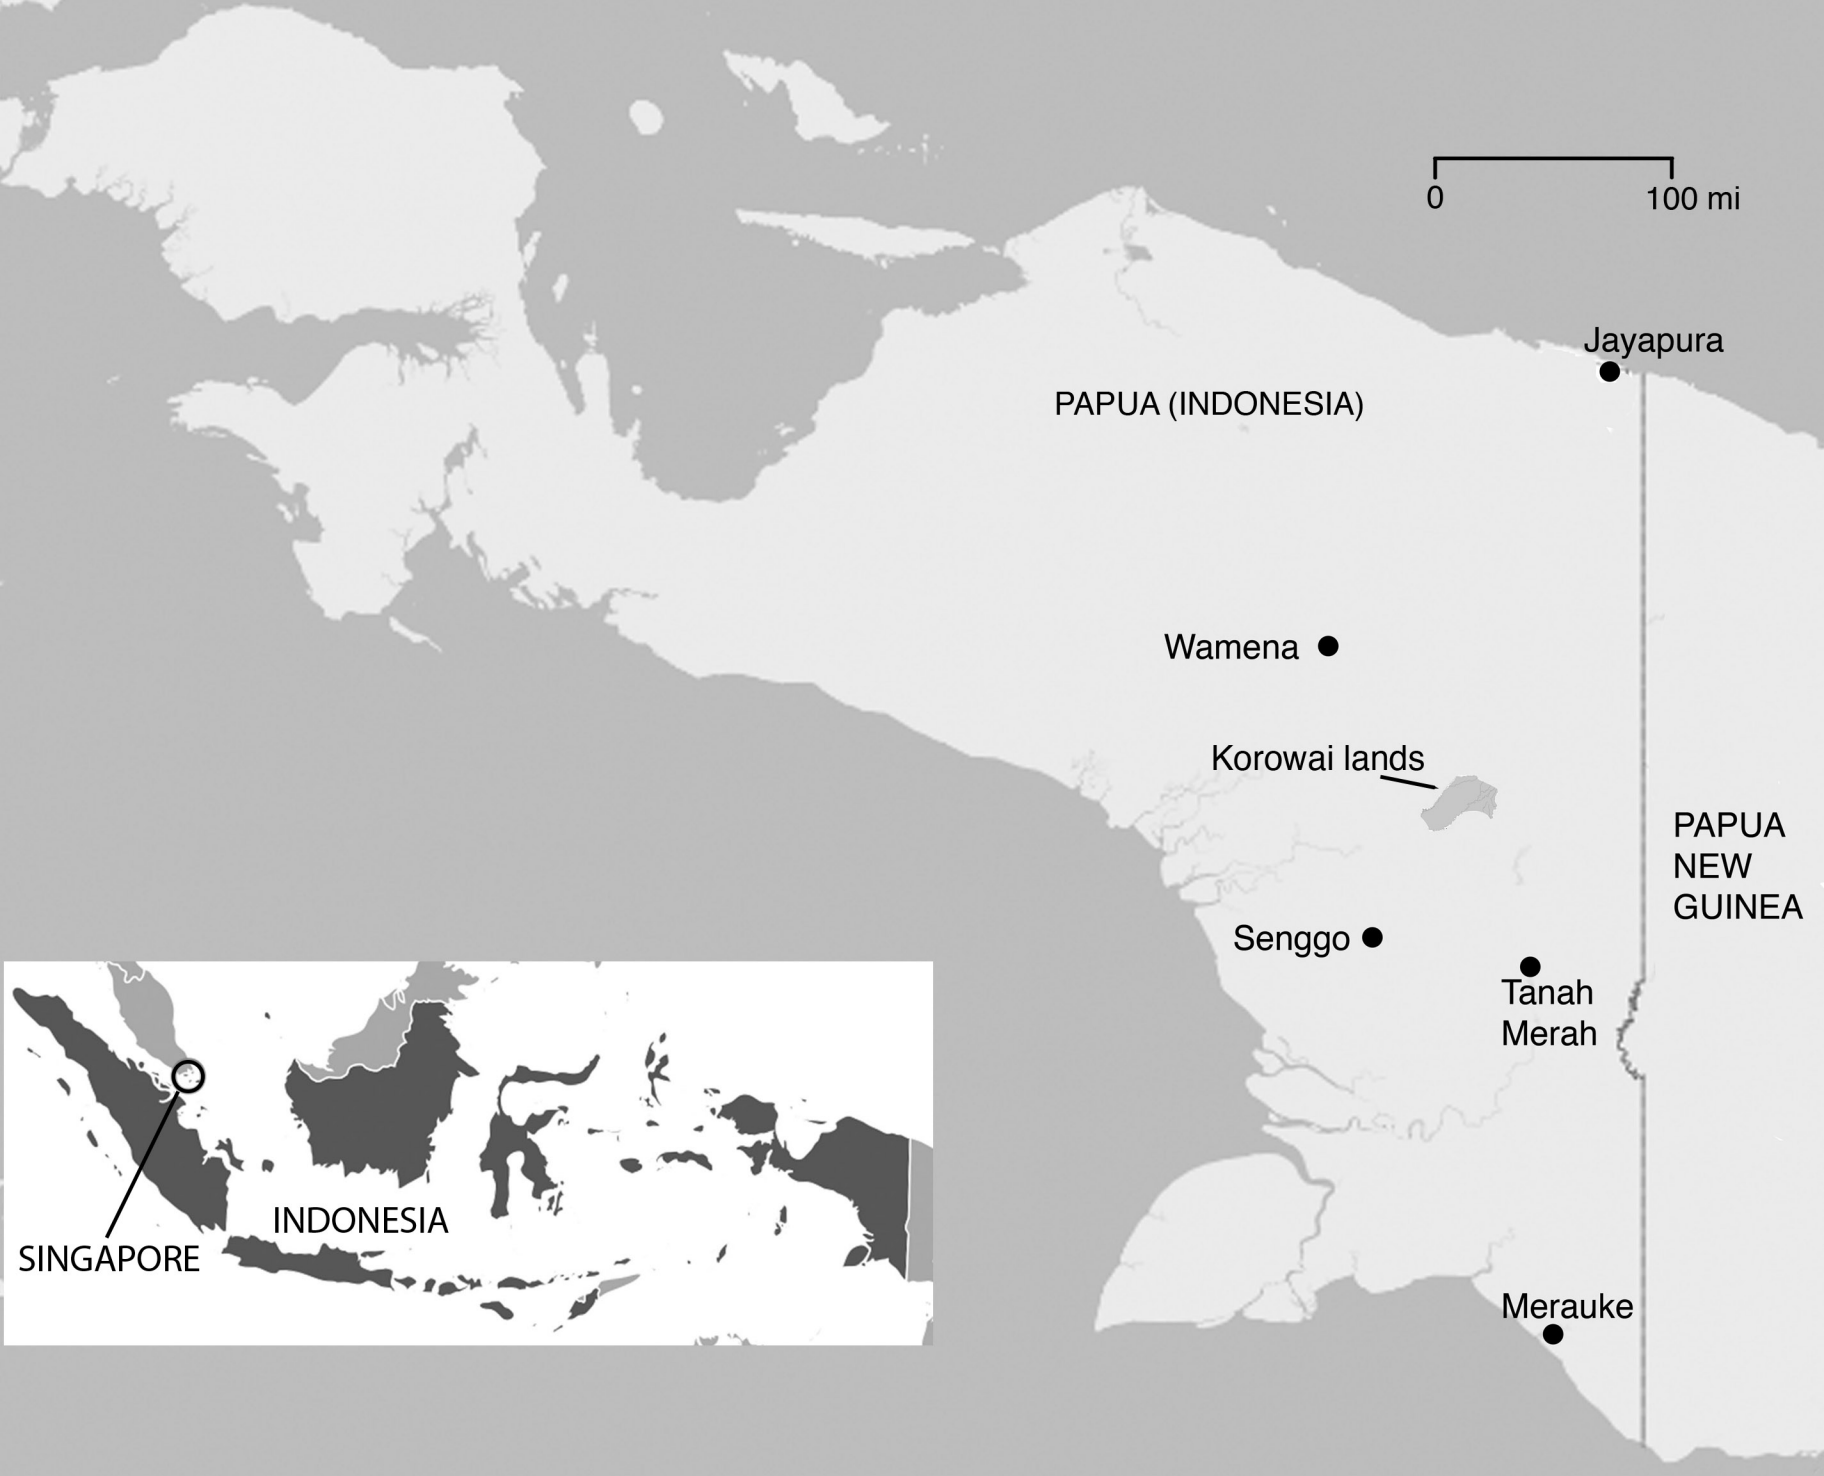 0 100 mi
Jayapura
PAPUA (INDONESIA)
Wamena
Korowai lands
PAPUA
NEW
GUINEA
Senggo
Tanah
Merah
INDONESIA
SINGAPORE
Merauke